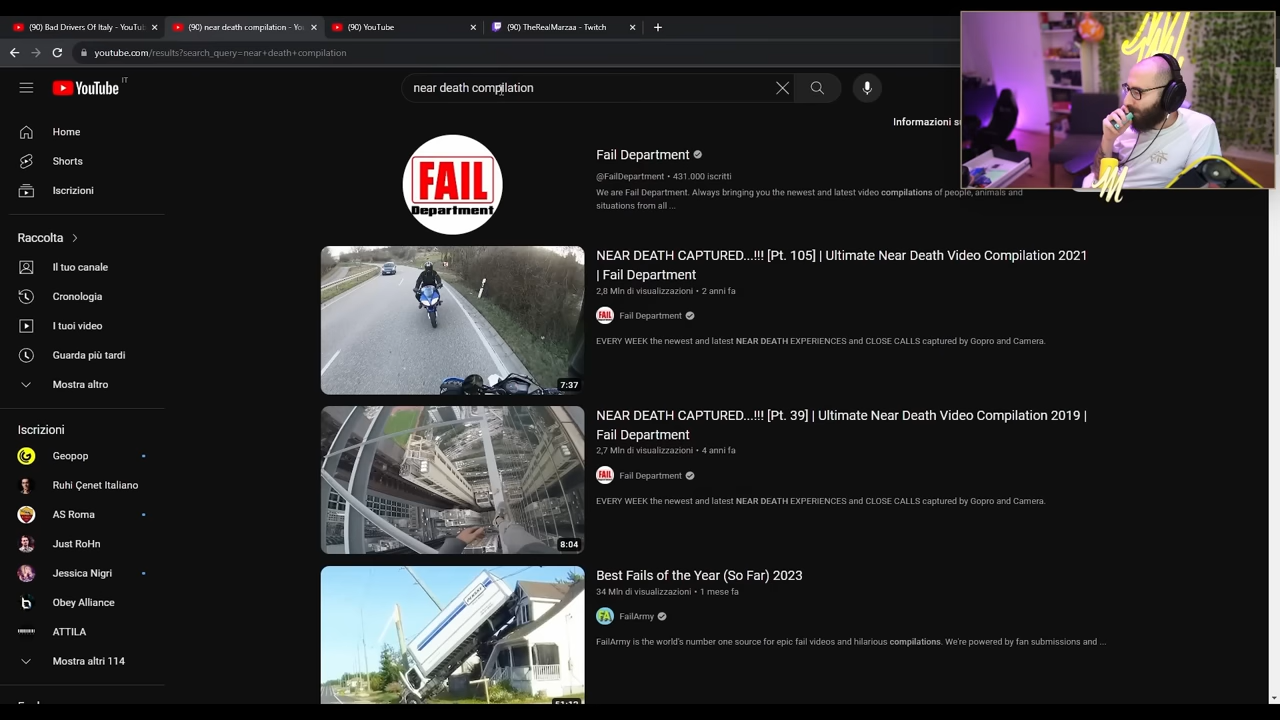 (90) Bad Drivers Of Italy - YouTu
(90) near death compilation - Yo
(90) YouTube
(90) TheRealMarzaa - Twitch
youtube.com/results?search_query=near+death+compilation
YouTube IT
near death compilation
Informazioni su
Home
Shorts
Iscrizioni
Raccolta
Il tuo canale
Cronologia
I tuoi video
Guarda più tardi
Mostra altro
Iscrizioni
Geopop
Ruhi Çenet Italiano
AS Roma
Just RoHn
Jessica Nigri
Obey Alliance
ATTILA
Mostra altri 114
FAIL
Department
Fail Department
@FailDepartment • 431.000 iscritti
We are Fail Department. Always bringing you the newest and latest video compilations of people, animals and
situations from all ...
7:37
NEAR DEATH CAPTURED...!!! [Pt. 105] | Ultimate Near Death Video Compilation 2021
| Fail Department
2,8 Mln di visualizzazioni • 2 anni fa
FAIL
Fail Department
EVERY WEEK the newest and latest NEAR DEATH EXPERIENCES and CLOSE CALLS captured by Gopro and Camera.
8:04
NEAR DEATH CAPTURED...!!! [Pt. 39] | Ultimate Near Death Video Compilation 2019 |
Fail Department
2,7 Mln di visualizzazioni • 4 anni fa
FAIL
Fail Department
EVERY WEEK the newest and latest NEAR DEATH EXPERIENCES and CLOSE CALLS captured by Gopro and Camera.
Best Fails of the Year (So Far) 2023
34 Mln di visualizzazioni • 1 mese fa
FA
FailArmy
FailArmy is the world's number one source for epic fail videos and hilarious compilations. We're powered by fan submissions and ...